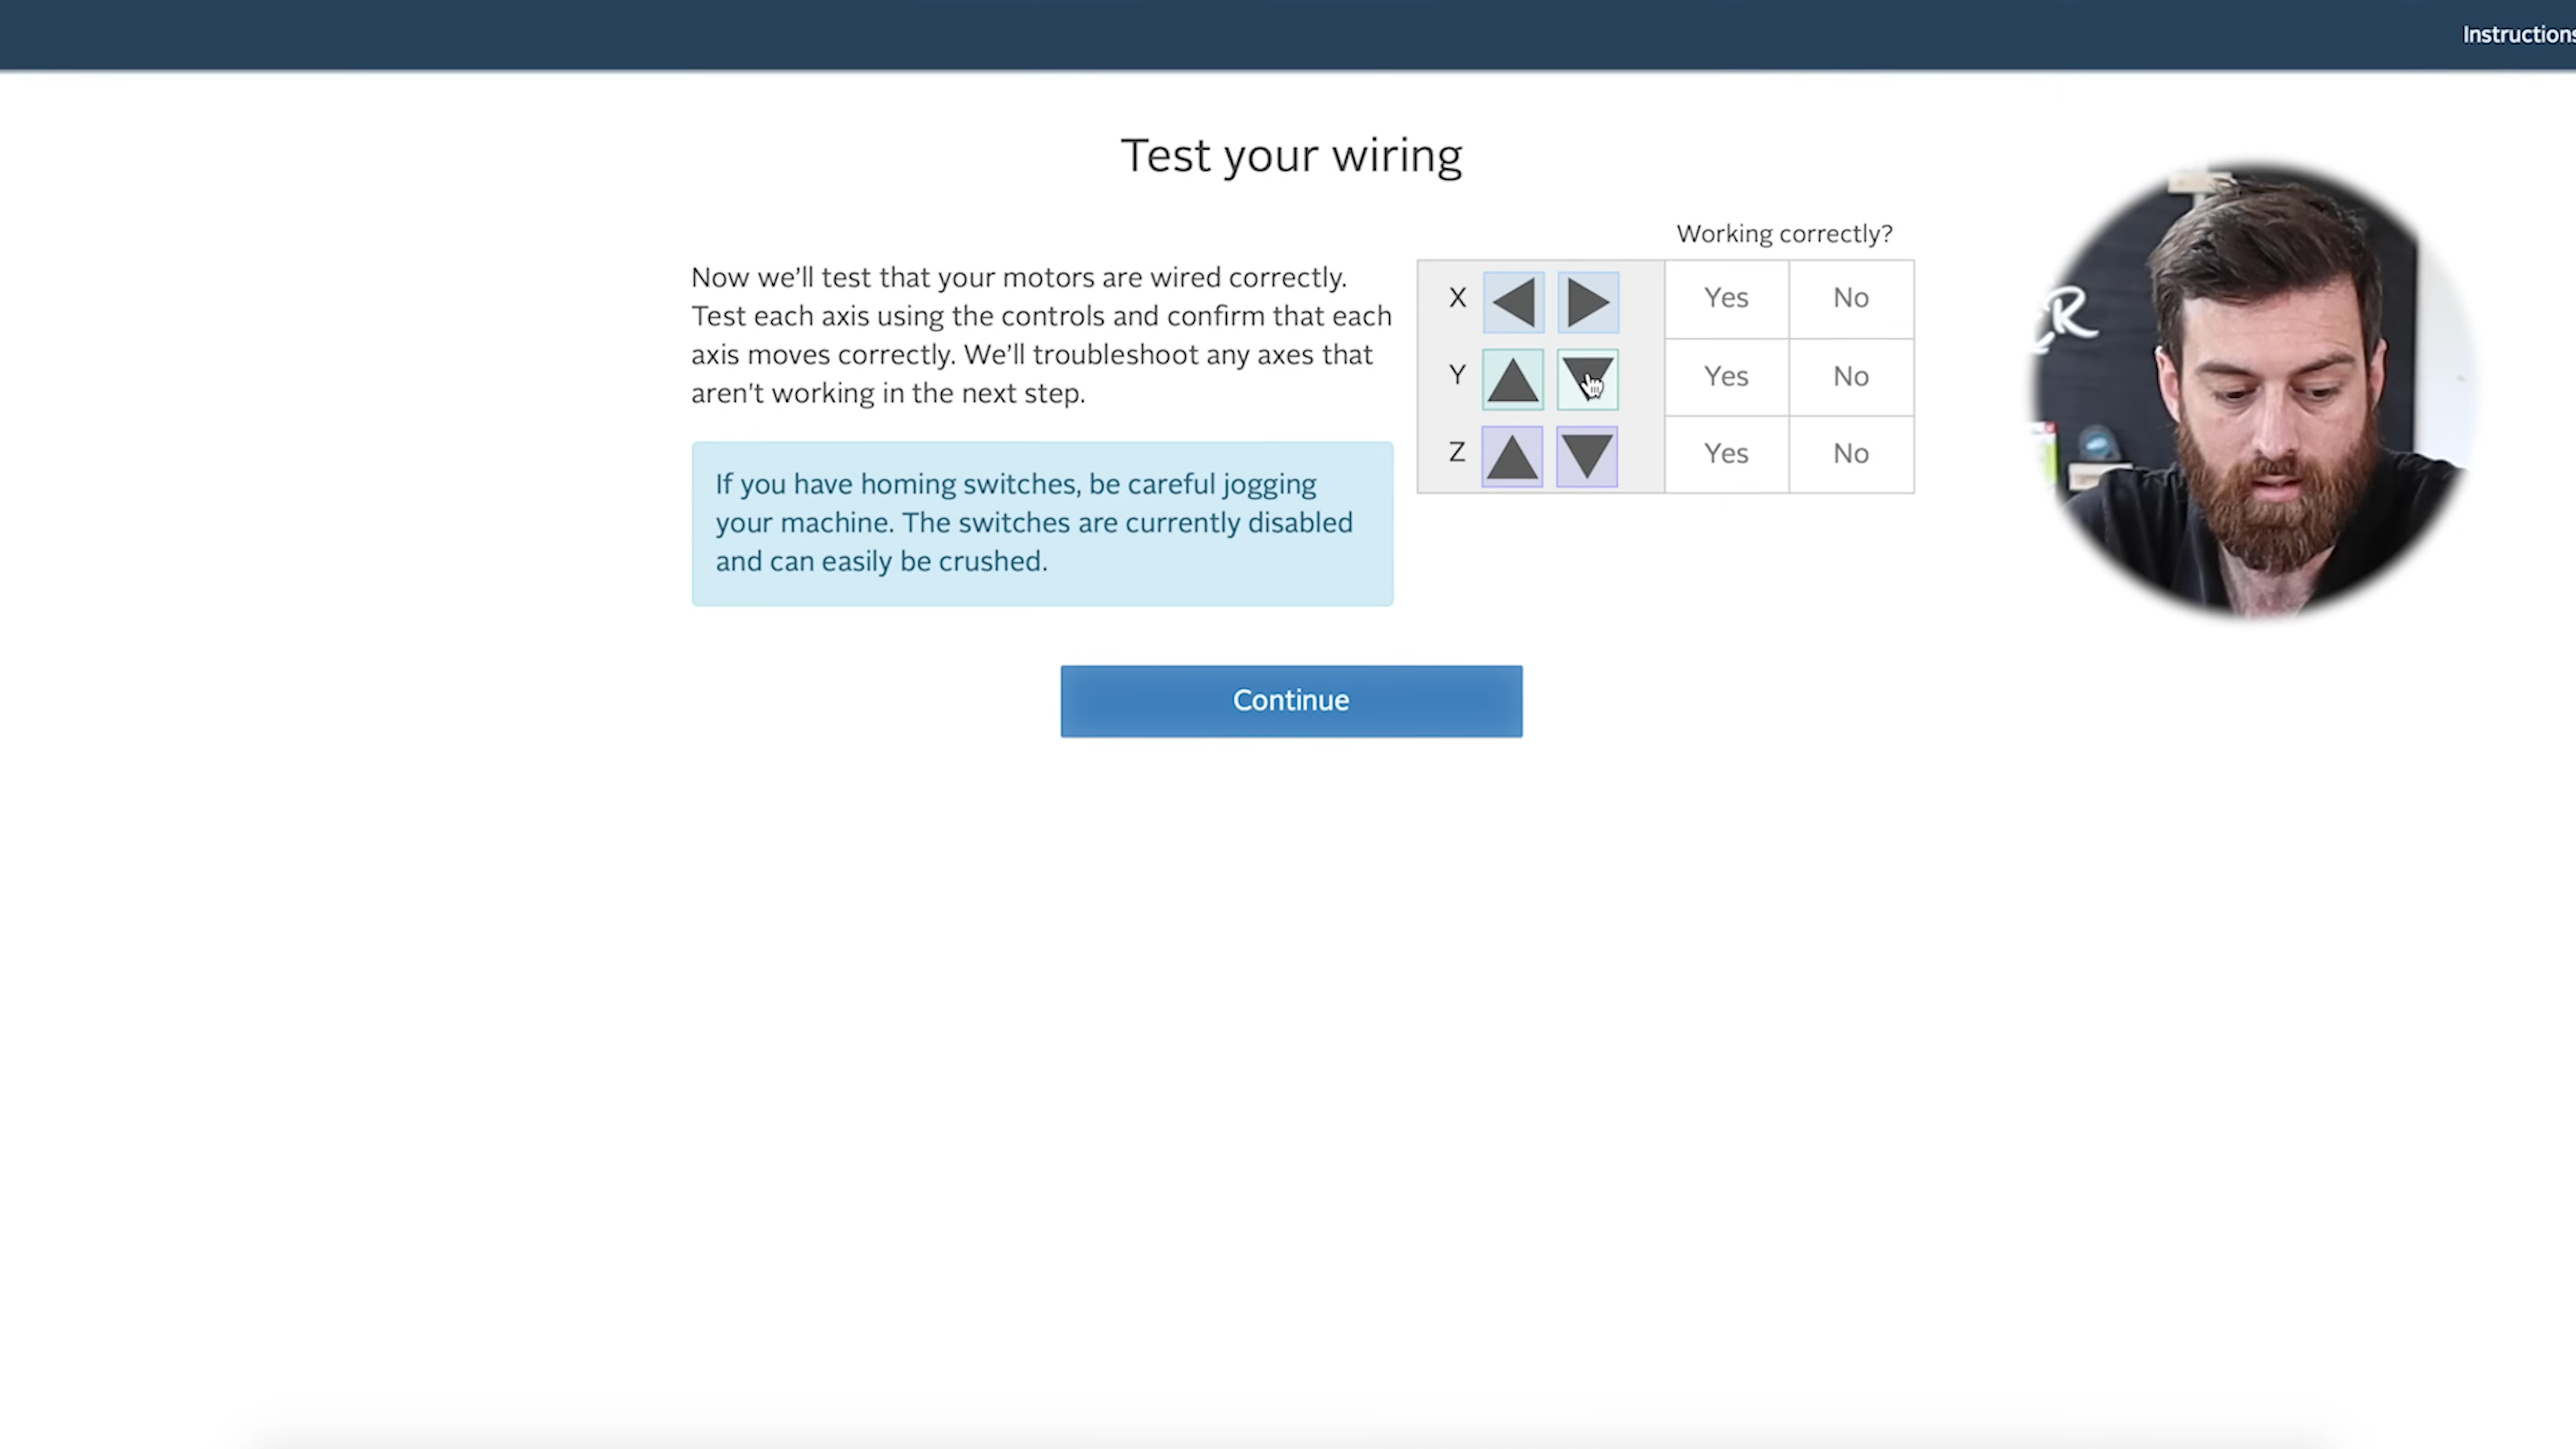 Instructions
Test your wiring
Working correctly?
Now we'll test that your motors are wired correctly.
Test each axis using the controls and confirm that each
axis moves correctly. We'll troubleshoot any axes that
aren't working in the next step.
X Yes No
Y Yes No
Z Yes No
If you have homing switches, be careful jogging
your machine. The switches are currently disabled
and can easily be crushed.
Continue